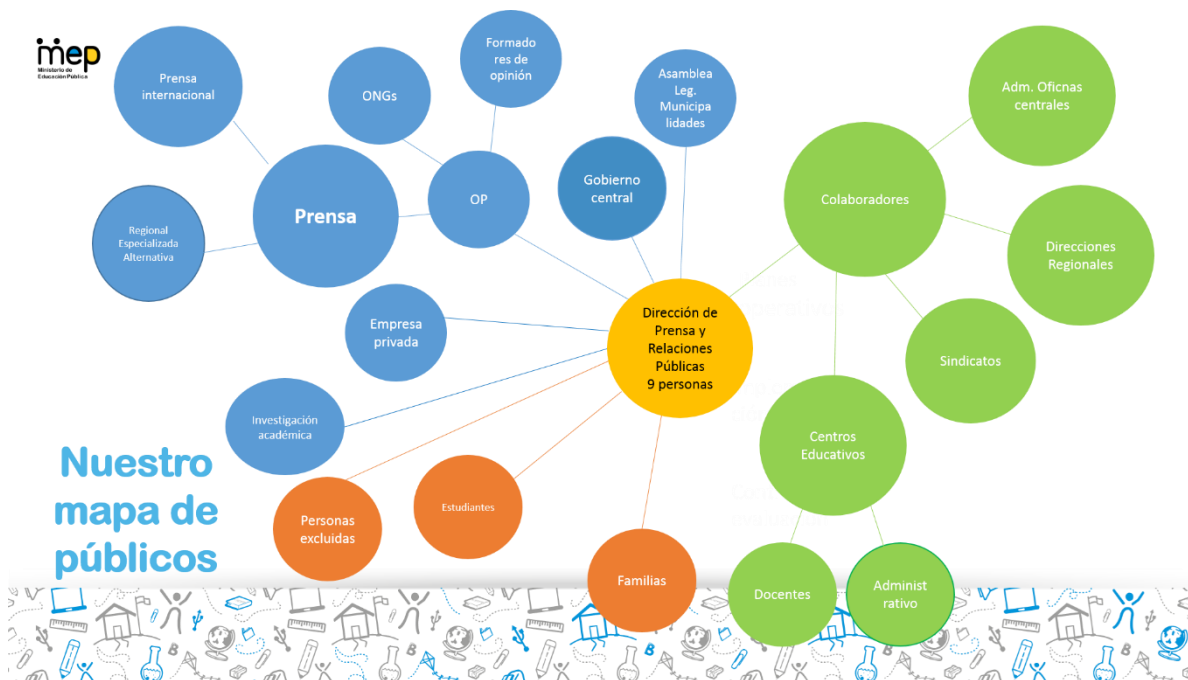 mep
Ministerio de
Educación Pública
Prensa
internacional
ONGs
Formado
res de
opinión
Asamblea
Leg.
Municipa
lidades
Adm. Oficnas
centrales
Gobierno
central
Colaboradores
Prensa
OP
Regional
Especializada
Alternativa
Direcciones
Regionales
Empresa
privada
Dirección de
Prensa y
Relaciones
Públicas
9 personas
Sindicatos
Investigación
académica
Centros
Educativos
Nuestro
mapa de
públicos
Personas
excluidas
Estudiantes
Familias
Docentes
Administ
rativo